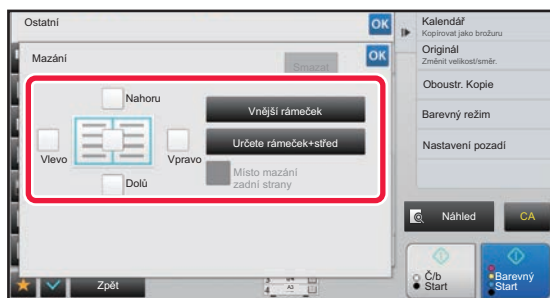 Ostatní
OK
Mazání
OK
Smazat
Nahoru
Vlevo
Vpravo
Dolů
Vnější rámeček
Určete rámeček+střed
Místo mazání
zadní strany
Zpět
Kalendář
Kopírovat jako brožuru
Originál
Změnit velikost/směr.
Oboustr. Kopie
Barevný režim
Nastavení pozadí
Náhled
CA
Č/b
Start
Barevný
Start